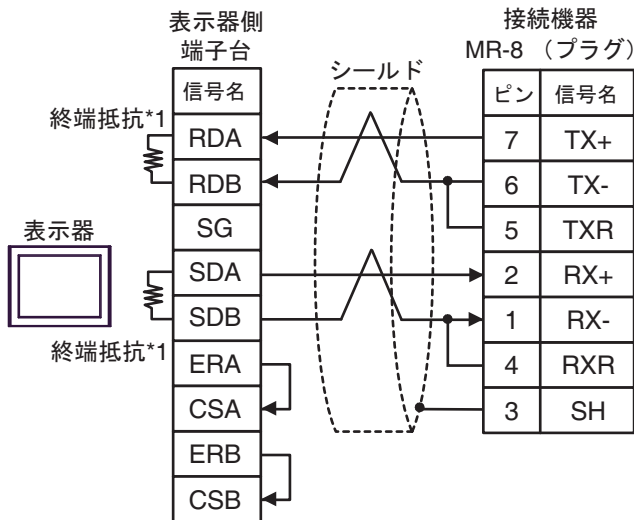 表示器側
端子台
信号名
RDA
RDB
SG
SDA
SDB
ERA
CSA
ERB
CSB
終端抵抗*1
表示器
終端抵抗*1
シールド
接続機器
MR-8 （プラグ）
ピン 信号名
7 TX+
6 TX-
5 TXR
2 RX+
1 RX-
4 RXR
3 SH